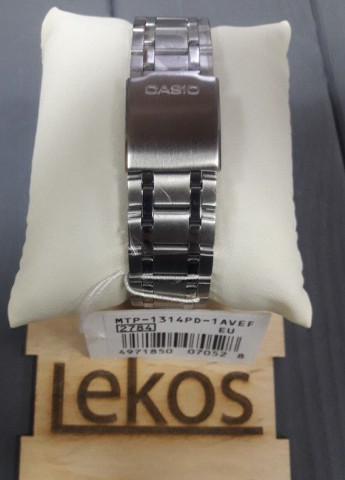 CASIO
MTP-1314PD-1AVEF
2784 EU
4971850 07052 8
Lekos